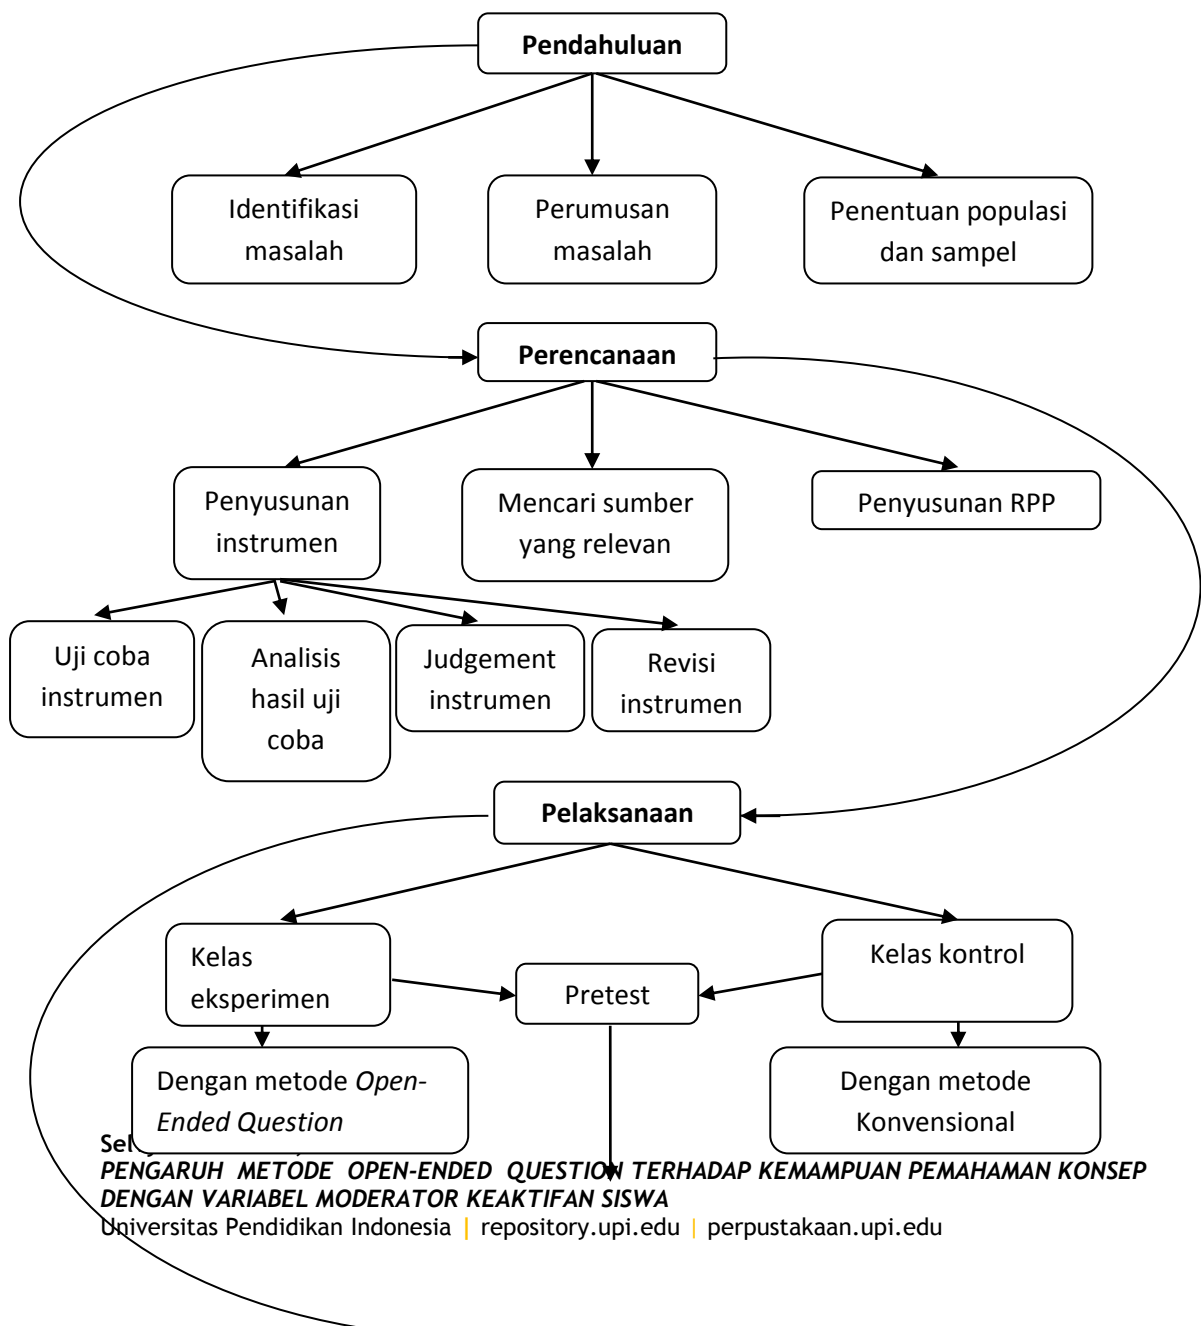 Pendahuluan
Identifikasi
masalah
Perumusan
masalah
Penentuan populasi
dan sampel
Perencanaan
Penyusunan
instrumen
Mencari sumber
yang relevan
Penyusunan RPP
Uji coba
instrumen
Analisis
hasil uji
coba
Judgement
instrumen
Revisi
instrumen
Pelaksanaan
Kelas
eksperimen
Pretest
Kelas kontrol
Dengan metode Open-
Ended Question
Dengan metode
Konvensional
PENGARUH METODE OPEN-ENDED QUESTION TERHADAP KEMAMPUAN PEMAHAMAN KONSEP
DENGAN VARIABEL MODERATOR KEAKTIFAN SISWA
Universitas Pendidikan Indonesia | repository.upi.edu | perpustakaan.upi.edu